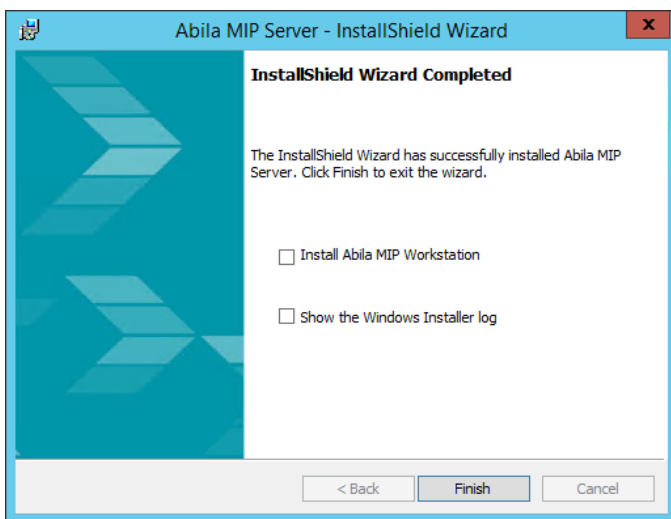 Abila MIP Server - InstallShield Wizard
x
InstallShield Wizard Completed
The InstallShield Wizard has successfully installed Abila MIP
Server. Click Finish to exit the wizard.
Install Abila MIP Workstation
Show the Windows Installer log
< Back
Finish
Cancel